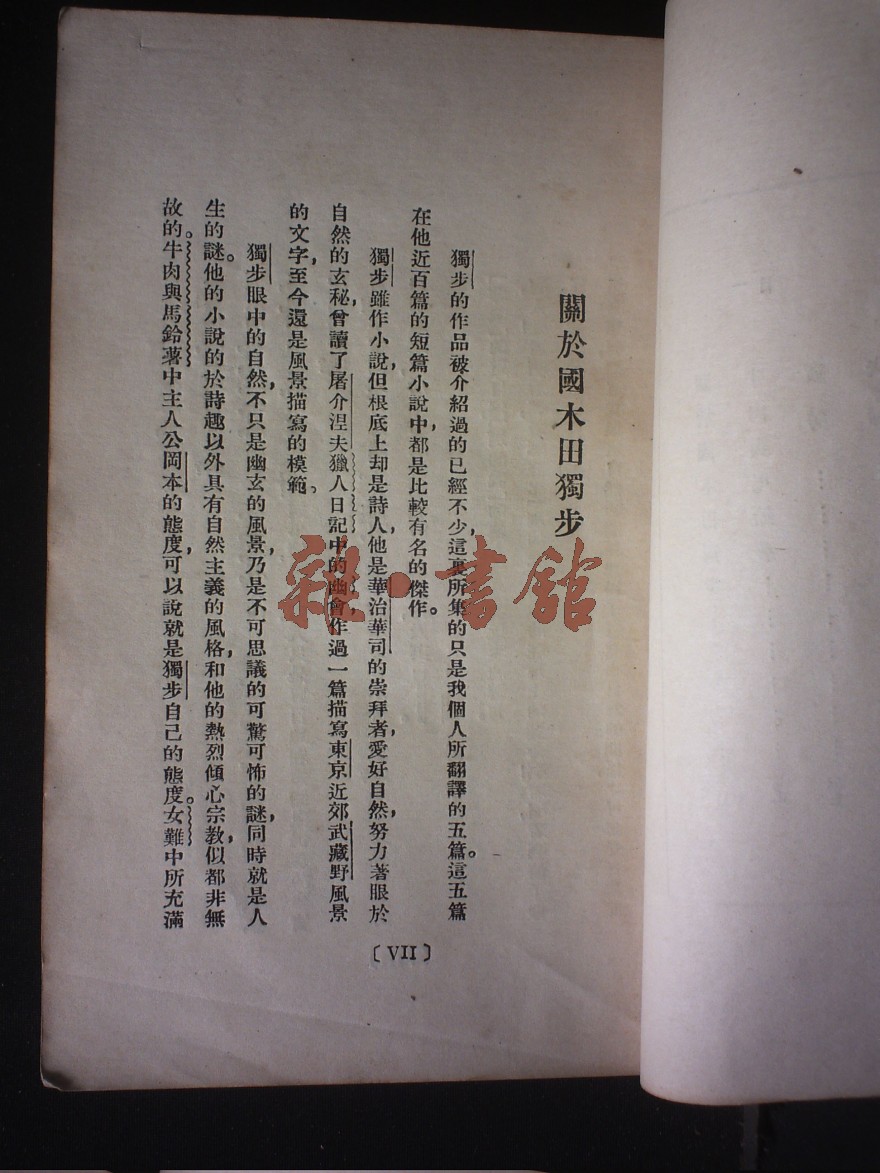 關於國木田獨步
獨步的作品被介紹過的已經不少，這裏所集的只是我個人所翻譯的五篇。這五篇
在他近百篇的短篇小說中，都是比較有名的傑作。
獨步雖作小說，但根底上却是詩人，他是華治華司的崇拜者，愛好自然，努力著眼於
自然的玄秘，曾讀了屠介涅夫獵人日記中的幽會，作過一篇描寫東京近郊武藏野風景
的文字，至今還是風景描寫的模範。
獨步眼中的自然，不只是幽玄的風景，乃是不可思議的可驚可怖的謎，同時就是人
生的謎。他的小說的於詩趣以外具有自然主義的風格，和他的熱烈傾心宗教，似都非無
故的。牛肉與馬鈴薯中主人公岡本的態度，可以說就是獨步自己的態度。女難中所充滿
〔VII〕
雜·書館